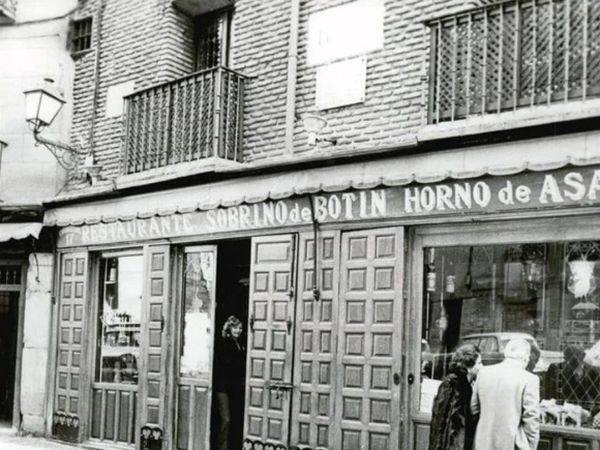 RESTAURANTE SOBRINO de BOTIN HORNO de ASA